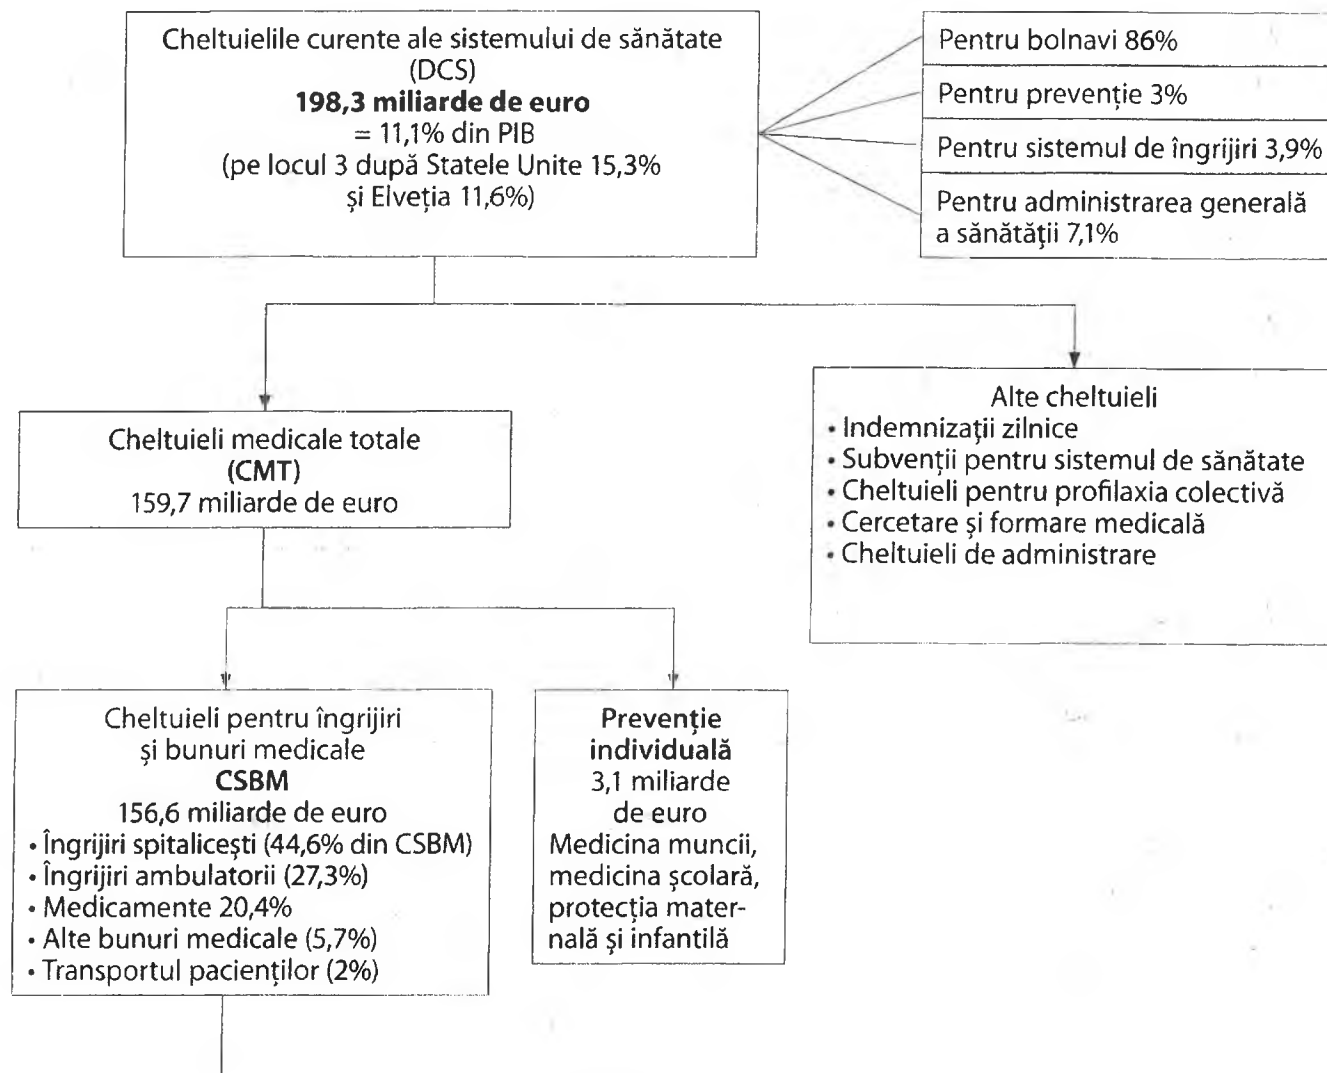 Cheltuielile curente ale sistemului de sănătate
(DCS)
198,3 miliarde de euro
= 11,1% din PIB
(pe locul 3 după Statele Unite 15,3%
și Elveția 11,6%)
Pentru bolnavi 86%
Pentru prevenție 3%
Pentru sistemul de îngrijiri 3,9%
Pentru administrarea generală
a sănătății 7,1%
Cheltuieli medicale totale
(CMT)
159,7 miliarde de euro
Alte cheltuieli
• Indemnizații zilnice
• Subvenții pentru sistemul de sănătate
• Cheltuieli pentru profilaxia colectivă
• Cercetare și formare medicală
• Cheltuieli de administrare
Cheltuieli pentru îngrijiri
și bunuri medicale
CSBM
156,6 miliarde de euro
• Îngrijiri spitalicești (44,6% din CSBM)
• Îngrijiri ambulatorii (27,3%)
• Medicamente 20,4%
• Alte bunuri medicale (5,7%)
• Transportul pacienților (2%)
Prevenție
individuală
3,1 miliarde
de euro
Medicina muncii,
medicina școlară,
protecția mater-
nală și infantilă